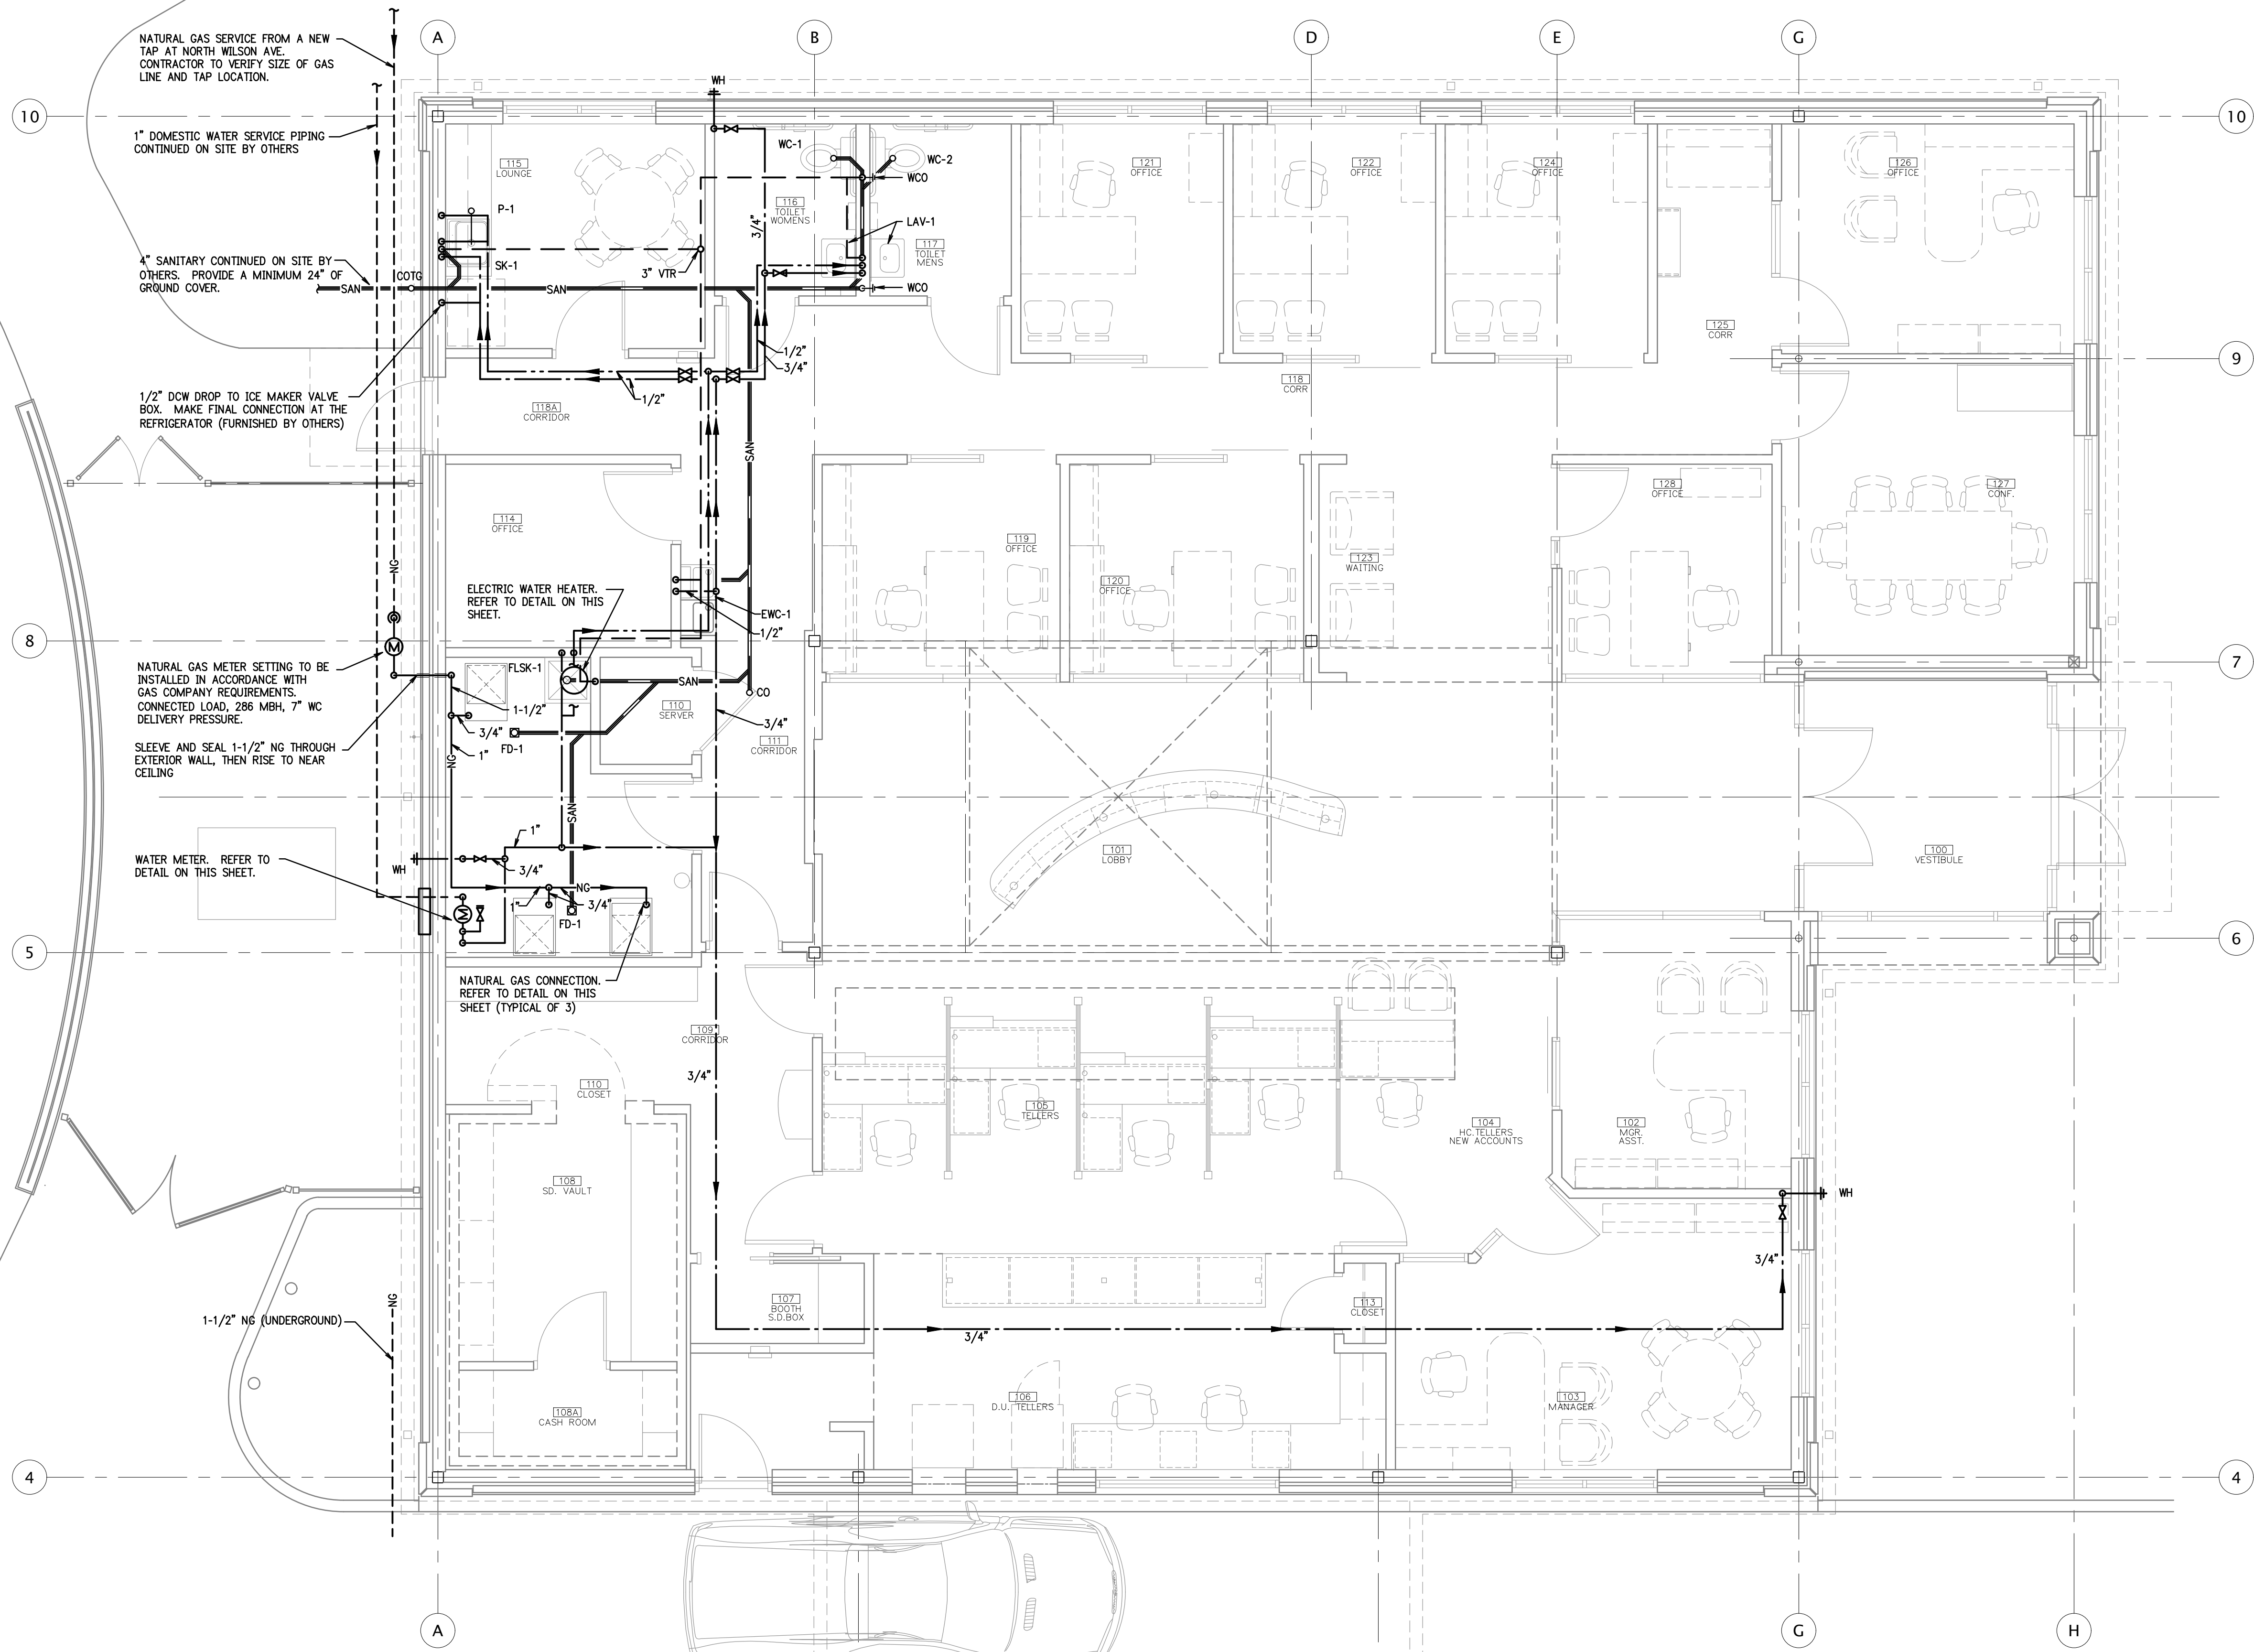 A
B
D
E
G
NATURAL GAS SERVICE FROM A NEW
TAP AT NORTH WILSON AVE.
CONTRACTOR TO VERIFY SIZE OF GAS
LINE AND TAP LOCATION.
WH
10
10
1" DOMESTIC WATER SERVICE PIPING
CONTINUED ON SITE BY OTHERS
115
LOUNGE
WC-1
WC-2
WCO
121
OFFICE
122
OFFICE
124
OFFICE
126
OFFICE
P-1
116
TOILET
WOMENS
3/4"
LAV-1
117
TOILET
MENS
4" SANITARY CONTINUED ON SITE BY
OTHERS. PROVIDE A MINIMUM 24" OF
GROUND COVER.
COTG
SK-1
3" VTR
SAN
SAN
WCO
125
CORR
1/2"
3/4"
9
118
CORR
1/2"
1/2" DCW DROP TO ICE MAKER VALVE
BOX. MAKE FINAL CONNECTION AT THE
REFRIGERATOR (FURNISHED BY OTHERS)
118A
CORRIDOR
SAN
114
OFFICE
128
OFFICE
127
CONF.
119
OFFICE
123
WAITING
120
OFFICE
NG
ELECTRIC WATER HEATER.
REFER TO DETAIL ON THIS
SHEET.
EWC-1
1/2"
8
M
7
NATURAL GAS METER SETTING TO BE
INSTALLED IN ACCORDANCE WITH
GAS COMPANY REQUIREMENTS.
CONNECTED LOAD, 286 MBH, 7" WC
DELIVERY PRESSURE.
FLSK-1
SAN
CO
1-1/2"
110
SERVER
3/4"
3/4"
FD-1
111
CORRIDOR
SLEEVE AND SEAL 1-1/2" NG THROUGH
EXTERIOR WALL, THEN RISE TO NEAR
CEILING
1"
NG
SAN
1"
WATER METER. REFER TO
DETAIL ON THIS SHEET.
WH
3/4"
101
LOBBY
100
VESTIBULE
NG
1"
3/4"
M
FD-1
5
6
NATURAL GAS CONNECTION.
REFER TO DETAIL ON THIS
SHEET (TYPICAL OF 3)
109
CORRIDOR
3/4"
110
CLOSET
105
TELLERS
104
HC.TELLERS
NEW ACCOUNTS
102
MGR.
ASST.
108
SD. VAULT
WH
3/4"
NG
1-1/2" NG (UNDERGROUND)
107
BOOTH
S.D.BOX
113
CLOSET
3/4"
106
D.U. TELLERS
103
MANAGER
108A
CASH ROOM
4
4
A
G
H